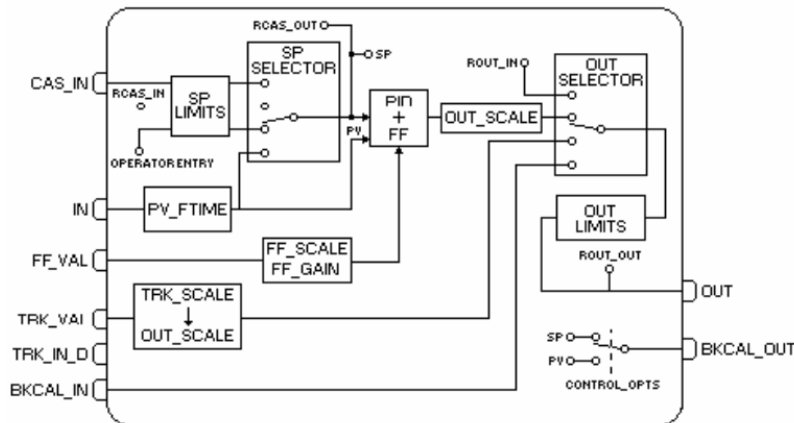 RCAS_OUT
SP
SP
SELECTOR
ROUT_IN
OUT
SELECTOR
CAS_IN
RCAS_IN
SP
LIMITS
PID
+
FF
OUT_SCALE
PV
OPERATOR ENTRY
IN
PV_FTIME
OUT
LIMITS
FF_VAL
FF_SCALE
FF_GAIN
ROUT_OUT
TRK_SCALE
OUT_SCALE
OUT
TRK_VAL
SP
TRK_IN_D
PV
BKCAL_OUT
CONTROL_OPTS
BKCAL_IN